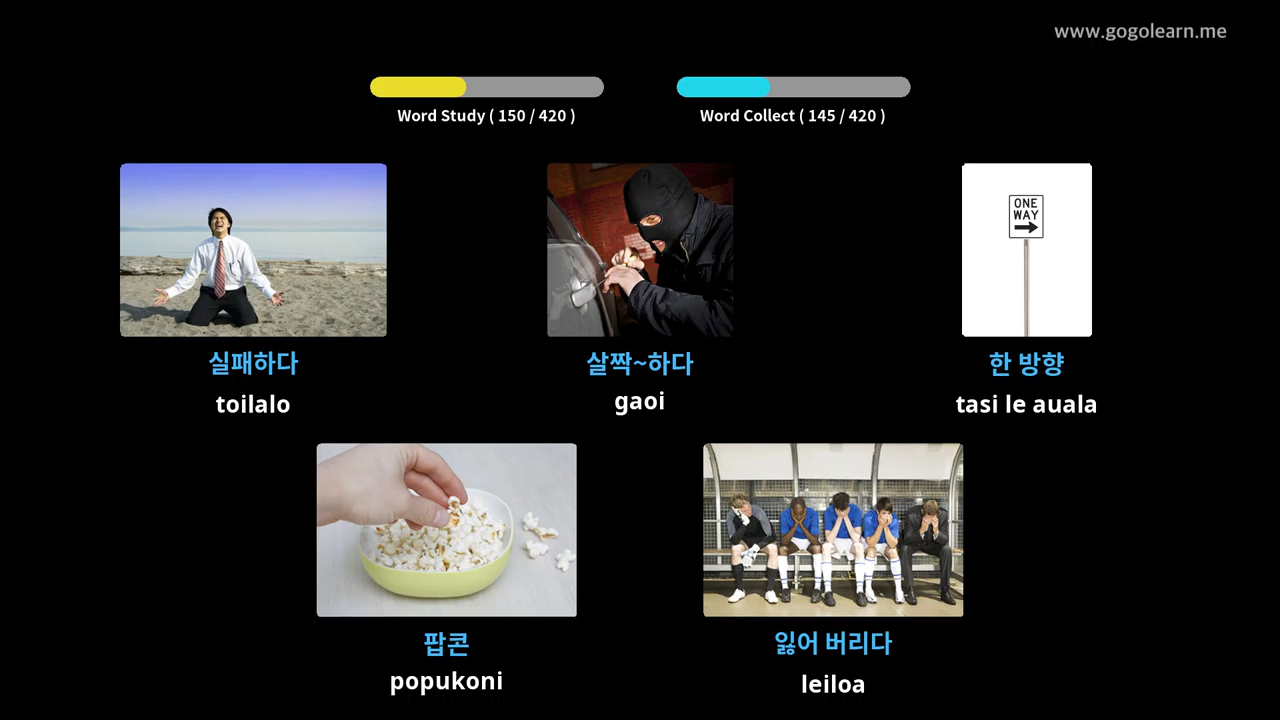 www.gogolearn.me
Word Study ( 150 / 420 )
Word Collect ( 145 / 420 )
ONE
WAY
실패하다
살짝~하다
한 방향
toilalo
gaoi
tasi le auala
팝콘
잃어 버리다
popukoni
leiloa